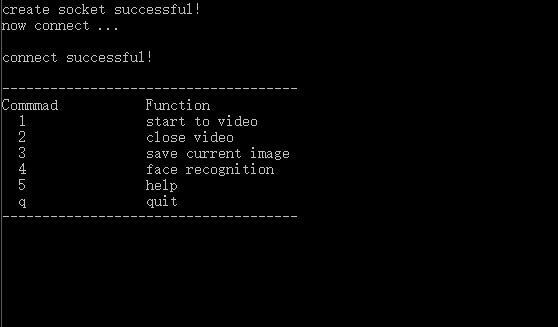 create socket successful!
now connect ...
connect successful!
-------------------------------------
Commmad Function
1 start to video
2 close video
3 save current image
4 face recognition
5 help
q quit
-------------------------------------